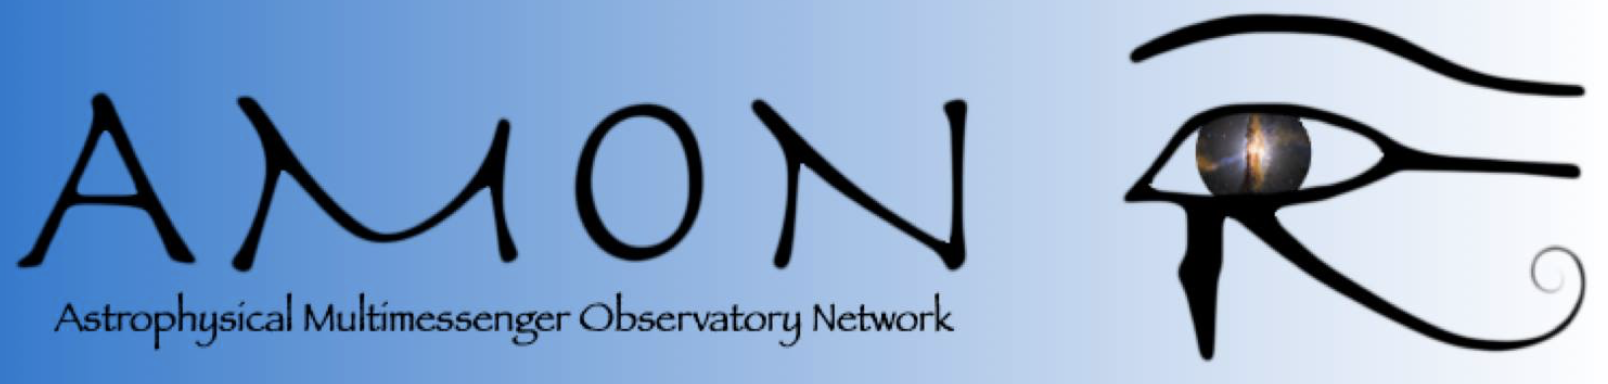 AMON
Astrophysical Multimessenger Observatory Network